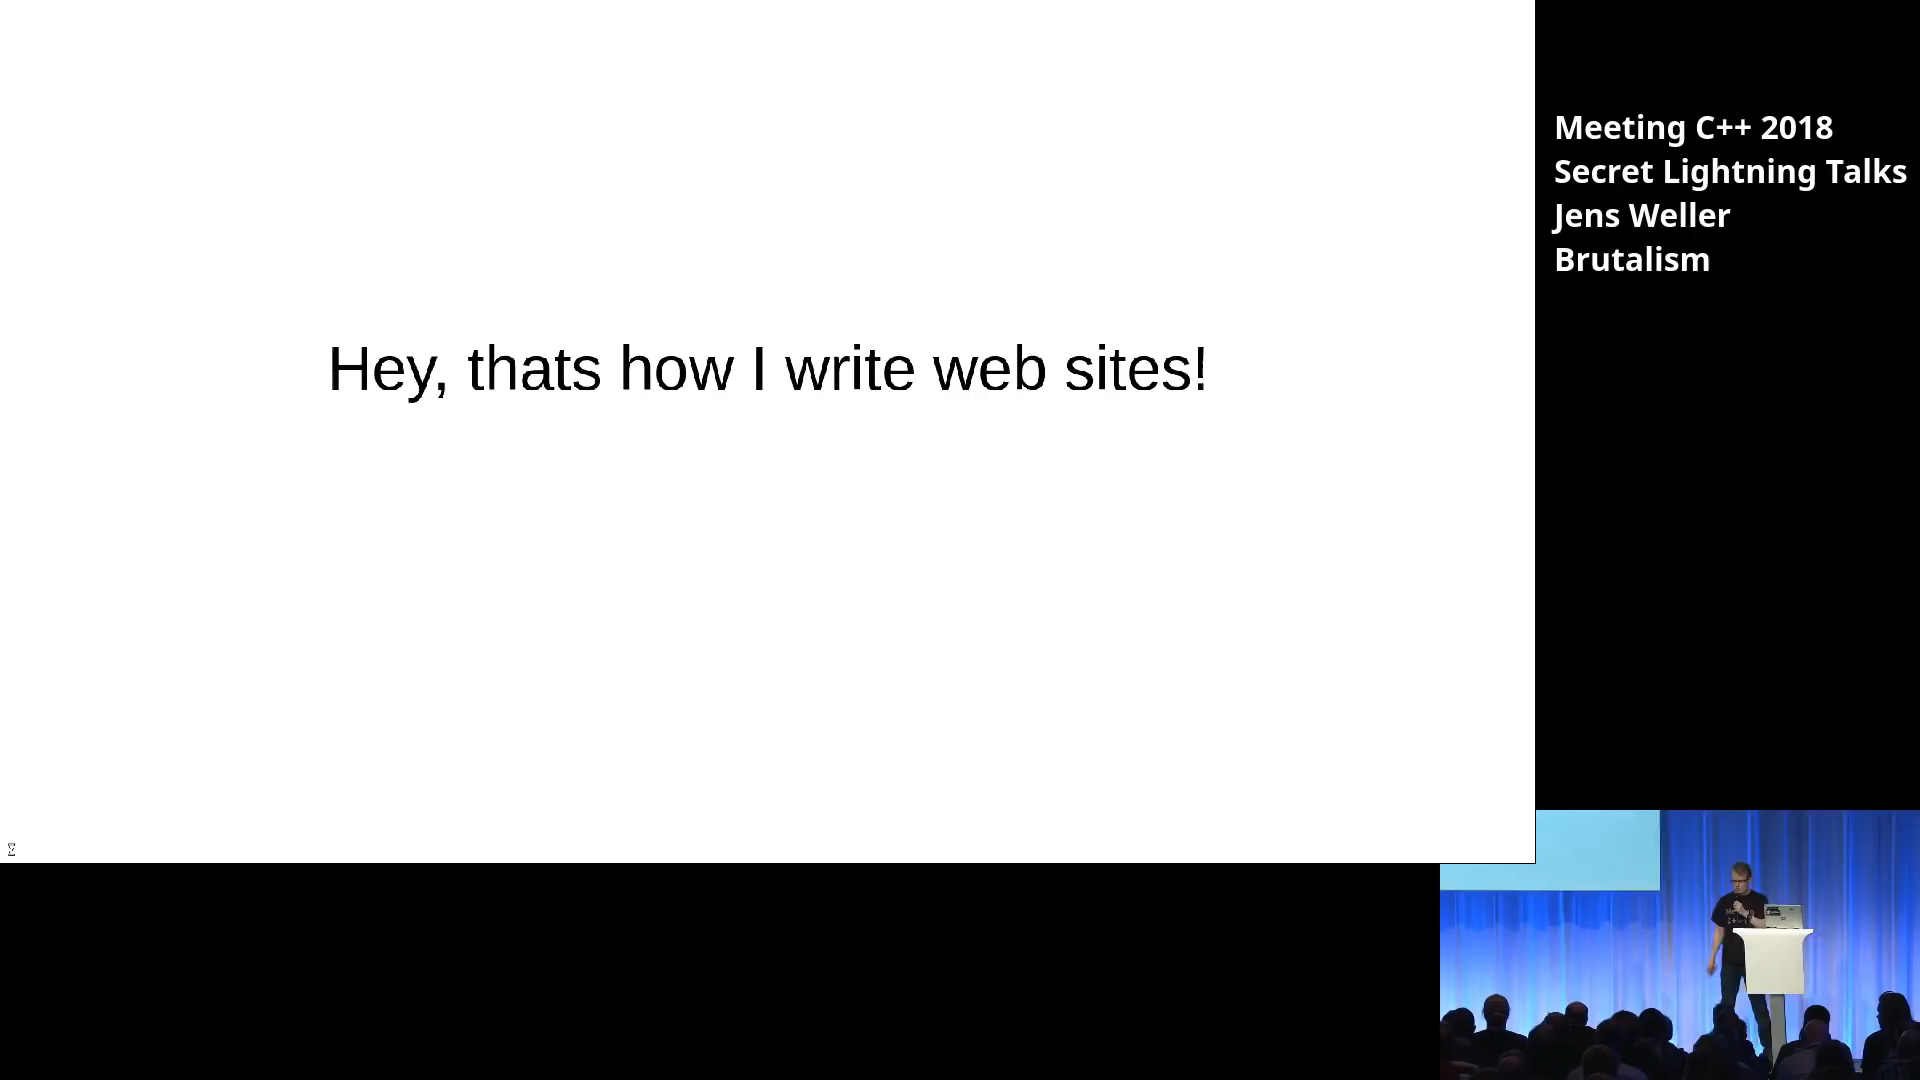 Hey, thats how I write web sites!
Meeting C++ 2018
Secret Lightning Talks
Jens Weller
Brutalism